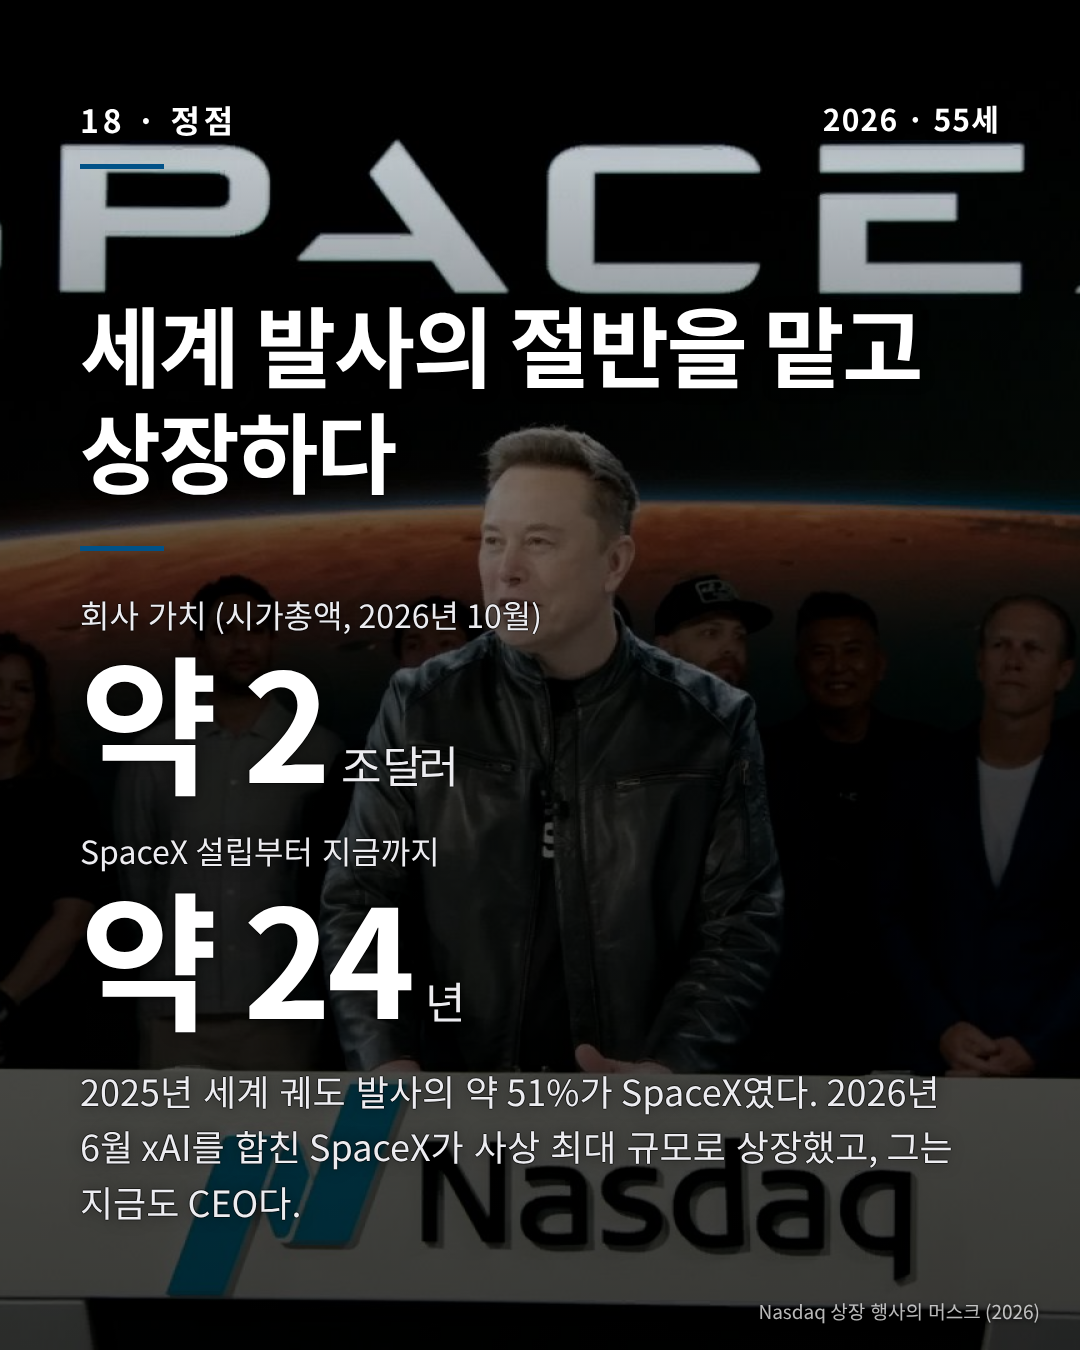 18 · 정점
2026 · 55세
SPACE
세계 발사의 절반을 맡고
상장하다
회사 가치 (시가총액, 2026년 10월)
약 2 조달러
SpaceX 설립부터 지금까지
약 24 년
2025년 세계 궤도 발사의 약 51%가 SpaceX였다. 2026년
6월 xAI를 합친 SpaceX가 사상 최대 규모로 상장했고, 그는
지금도 CEO다.
Nasdaq
Nasdaq 상장 행사의 머스크 (2026)